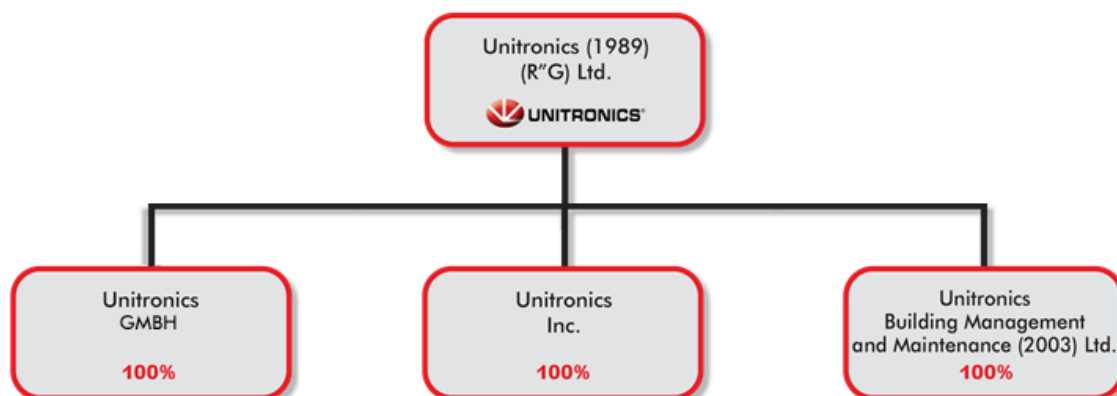 Unitronics (1989)
(R"G) Ltd.
UNITRONICS®
Unitronics
GMBH
100%
Unitronics
Inc.
100%
Unitronics
Building Management
and Maintenance (2003) Ltd.
100%